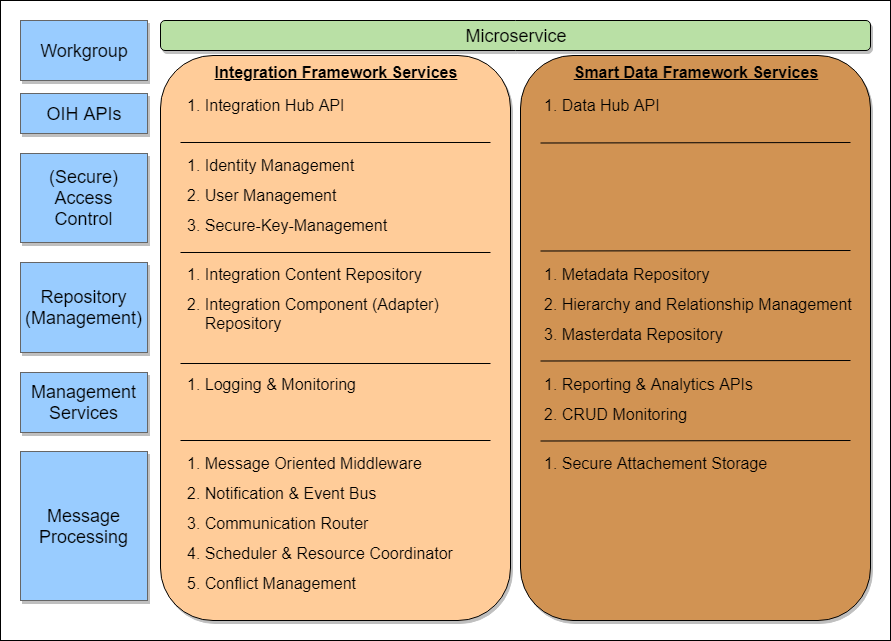 Workgroup
Microservice
Integration Framework Services
Smart Data Framework Services
OIH APIs
1. Integration Hub API
1. Data Hub API
(Secure)
Access
Control
1. Identity Management
2. User Management
3. Secure-Key-Management
Repository
(Management)
1. Integration Content Repository
2. Integration Component (Adapter)
Repository
1. Metadata Repository
2. Hierarchy and Relationship Management
3. Masterdata Repository
Management
Services
1. Logging & Monitoring
1. Reporting & Analytics APIs
2. CRUD Monitoring
Message
Processing
1. Message Oriented Middleware
2. Notification & Event Bus
3. Communication Router
4. Scheduler & Resource Coordinator
5. Conflict Management
1. Secure Attachement Storage